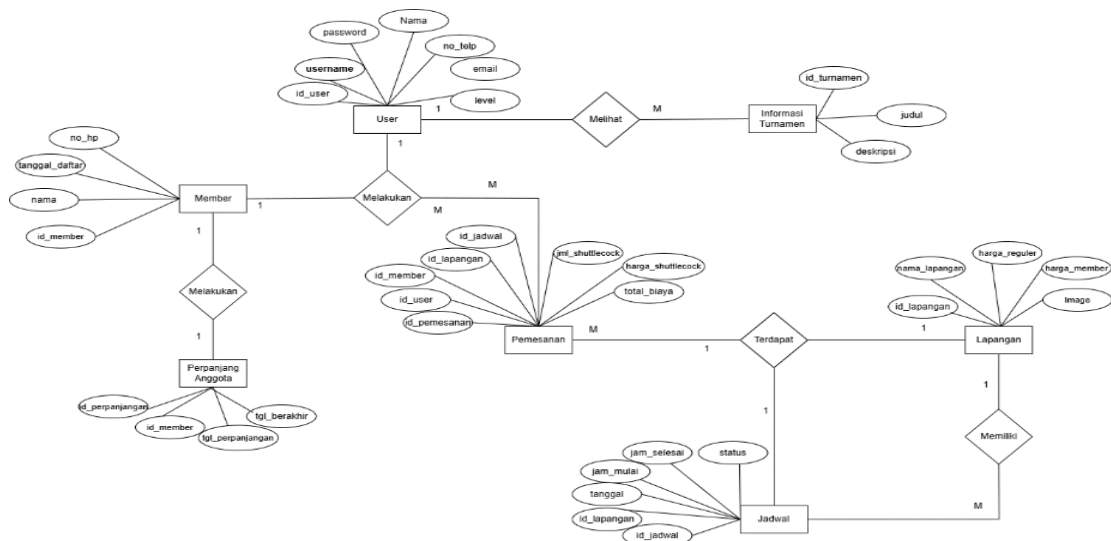 Nama
password
no_telp
username
email
id_user
level
User
1
1
Melihat
M
Informasi
Turnamen
id_turnamen
judul
deskripsi
no_hp
tanggal_daftar
nama
id_member
Member
1
1
Melakukan
M
M
Melakukan
1
Perpanjang
Anggota
id_perpanjangan
id_member
tgl_perpanjangan
tgl_berakhir
id_jadwal
id_lapangan
id_member
id_user
id_pemesanan
jml_shuttlecock
harga_shuttlecock
total_biaya
Pemesanan
M
1
Terdapat
1
1
harga_reguler
nama_lapangan
harga_member
id_lapangan
Image
Lapangan
1
Memiliki
M
jam_selesai
status
jam_mulai
tanggal
id_lapangan
id_jadwal
Jadwal